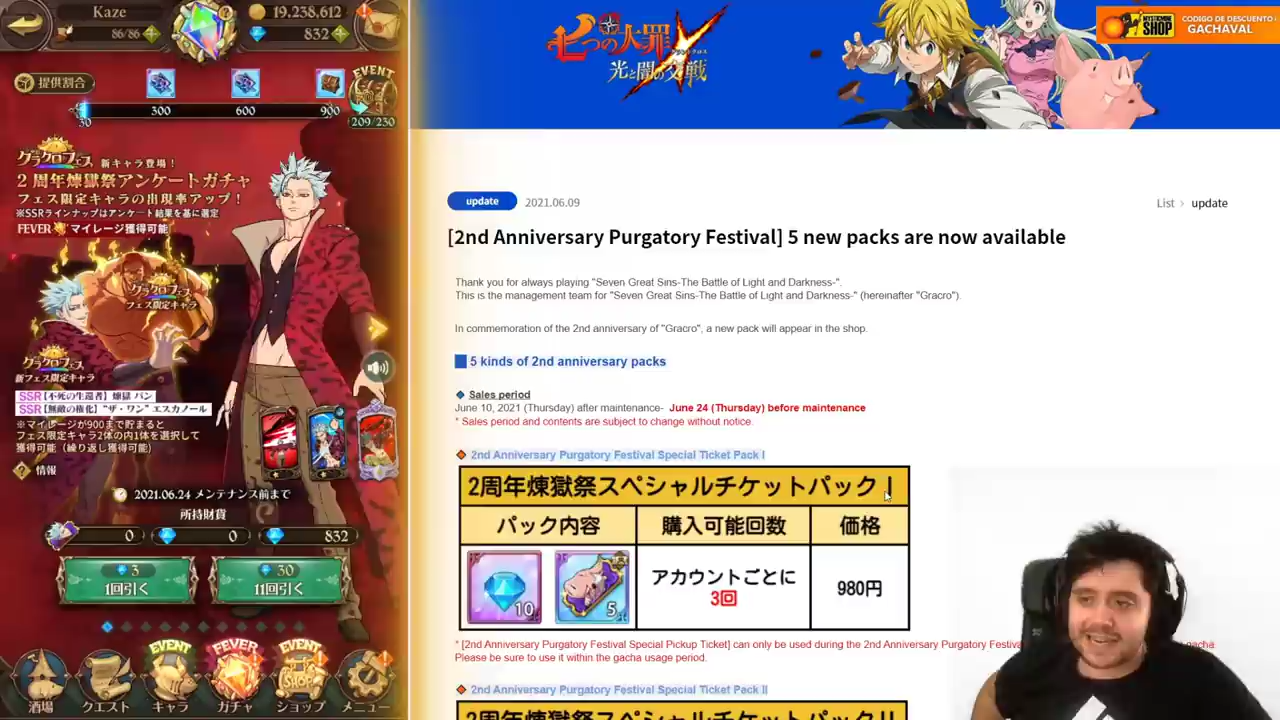 Kaze
19,238,612
86/86
832
提供割合
EVENT
30
300
600
900
209/230
グラクロフェス 新キャラ登場！
2周年煉獄祭アンケートガチャ
フェス限定キャラの出現率アップ！
※SSRラインナップはアンケート結果を基に選定
FEVER マイレージ獲得可能
グラクロフェス
フェス限定キャラ
グラクロフェス
新フェス限定キャラ
SSR【不死の生還者】煉獄 バン
SSR【無敵の権化】"ザ・ワン" エスカノール
※マイレージが900まで貯まると
フェス限定キャラ2体の内1体を選択して
獲得可能（繰り返し獲得可能）
? 情報
2021.06.24 メンテナンス前まで
所持財貨
0
0
832
3
1回引く
30
11回引く
EVENT
FEVER
EVENT
SHOP
酒場
クエスト
キャラ
ガチャ
ショップ
メニュー
七つの大罪
光と闇の交戦
SHOP
CODIGO DE DESCUENTO
GACHAVAL
update
2021.06.09
List › update
[2nd Anniversary Purgatory Festival] 5 new packs are now available
Thank you for always playing "Seven Great Sins-The Battle of Light and Darkness-".
This is the management team for "Seven Great Sins-The Battle of Light and Darkness-" (hereinafter "Gracro").
In commemoration of the 2nd anniversary of "Gracro", a new pack will appear in the shop.
5 kinds of 2nd anniversary packs
Sales period
June 10, 2021 (Thursday) after maintenance- June 24 (Thursday) before maintenance
* Sales period and contents are subject to change without notice.
2nd Anniversary Purgatory Festival Special Ticket Pack I
2周年煉獄祭スペシャルチケットパック I
パック内容
購入可能回数
価格
10
5
アカウントごとに
3回
980円
* [2nd Anniversary Purgatory Festival Special Pickup Ticket] can only be used during the 2nd Anniversary Purgatory Festiva gacha.
Please be sure to use it within the gacha usage period.
2nd Anniversary Purgatory Festival Special Ticket Pack II
2周年煉獄祭スペシャルチケットパック II